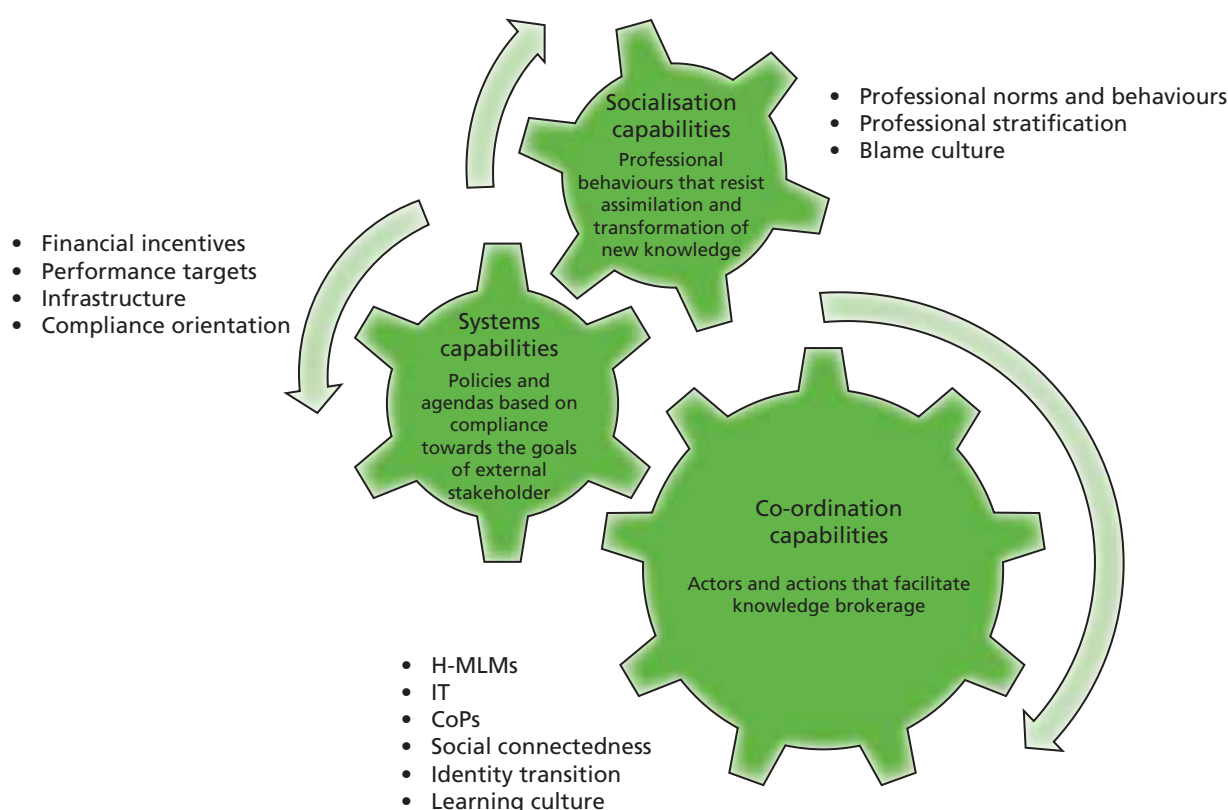 Socialisation
capabilities
Professional
behaviours that resist
assimilation and
transformation of
new knowledge
• Professional norms and behaviours
• Professional stratification
• Blame culture
• Financial incentives
• Performance targets
• Infrastructure
• Compliance orientation
Systems
capabilities
Policies and
agendas based on
compliance
towards the goals
of external
stakeholder
Co-ordination
capabilities
Actors and actions that facilitate
knowledge brokerage
• H-MLMs
• IT
• CoPs
• Social connectedness
• Identity transition
• Learning culture